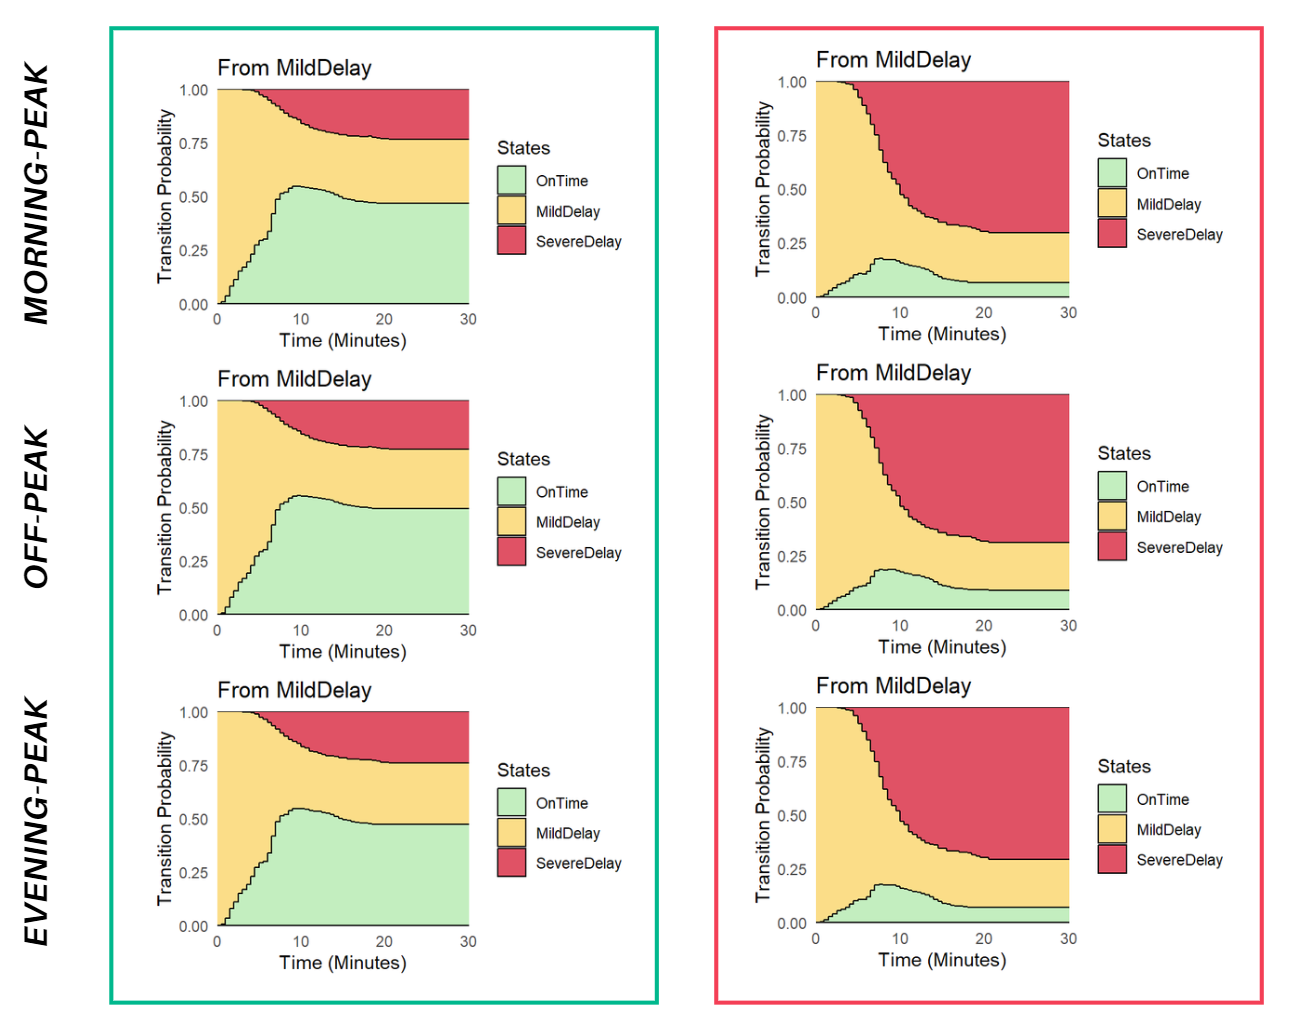 MORNING-PEAK
From MildDelay
Transition Probability
1.00
0.75
0.50
0.25
0.00
0 10 20 30
Time (Minutes)
States
OnTime
MildDelay
SevereDelay
From MildDelay
Transition Probability
1.00
0.75
0.50
0.25
0.00
0 10 20 30
Time (Minutes)
States
OnTime
MildDelay
SevereDelay
OFF-PEAK
From MildDelay
Transition Probability
1.00
0.75
0.50
0.25
0.00
0 10 20 30
Time (Minutes)
States
OnTime
MildDelay
SevereDelay
From MildDelay
Transition Probability
1.00
0.75
0.50
0.25
0.00
0 10 20 30
Time (Minutes)
States
OnTime
MildDelay
SevereDelay
EVENING-PEAK
From MildDelay
Transition Probability
1.00
0.75
0.50
0.25
0.00
0 10 20 30
Time (Minutes)
States
OnTime
MildDelay
SevereDelay
From MildDelay
Transition Probability
1.00
0.75
0.50
0.25
0.00
0 10 20 30
Time (Minutes)
States
OnTime
MildDelay
SevereDelay